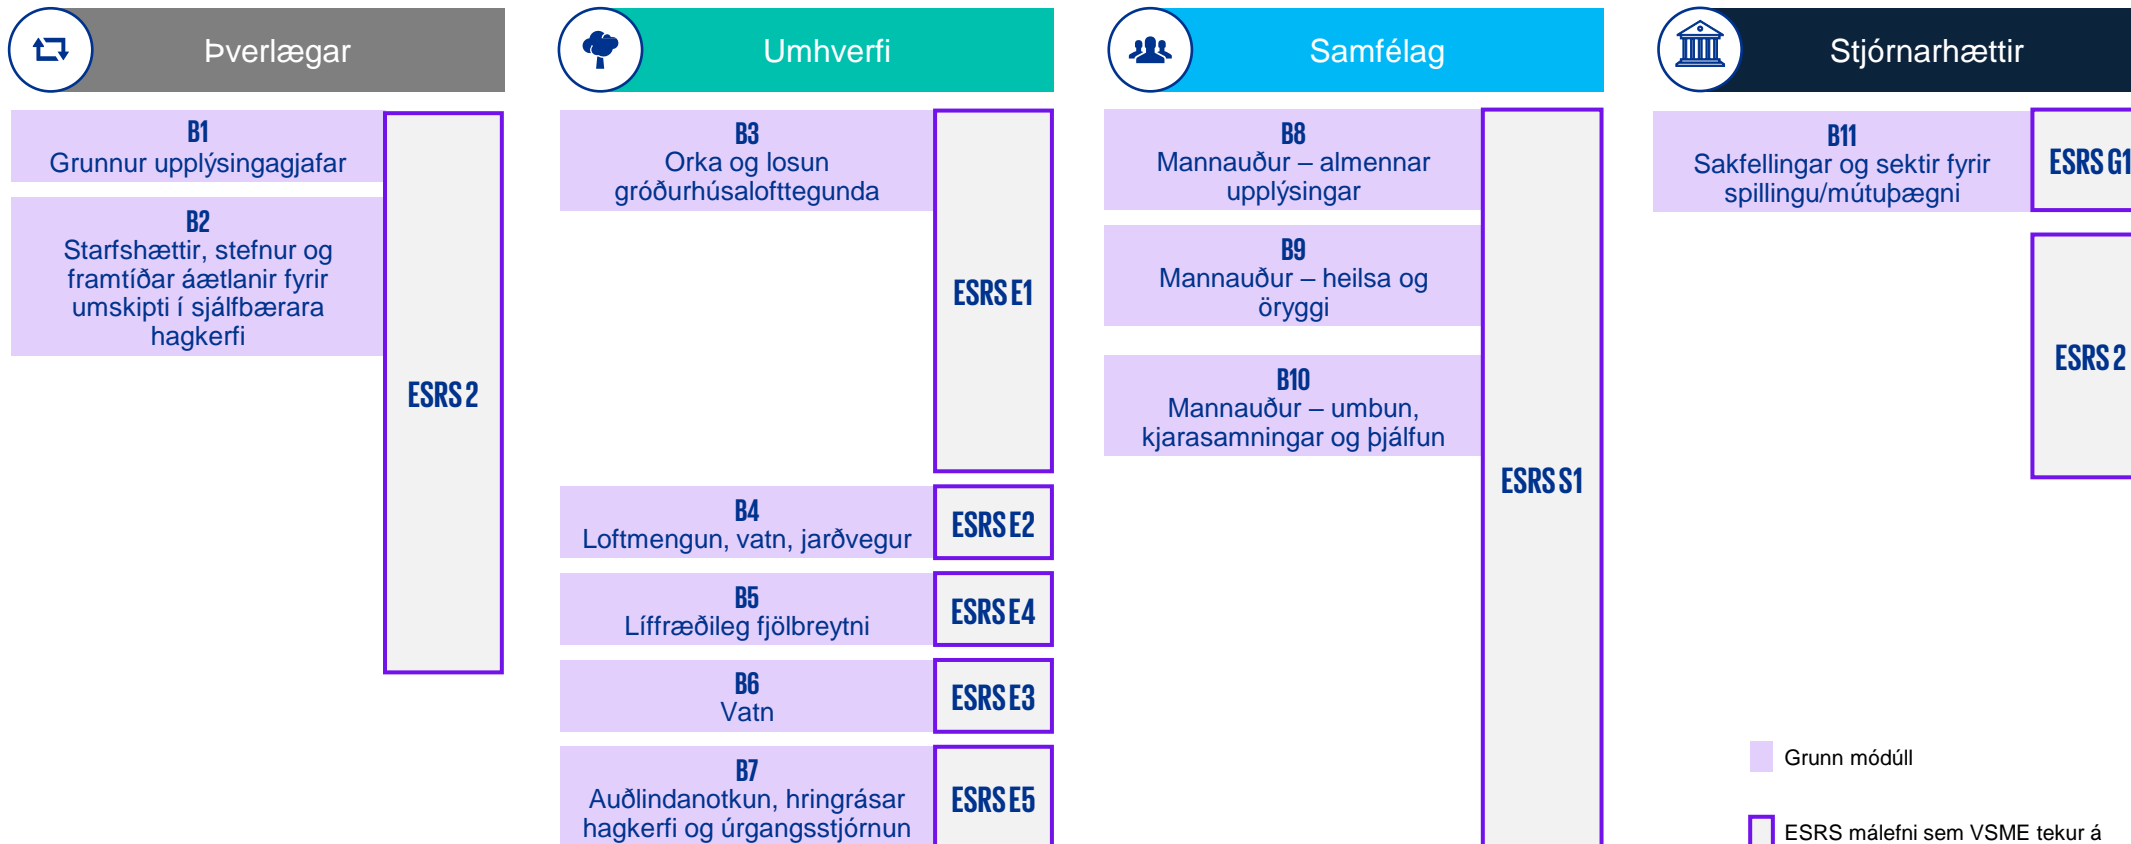 Þverlægar
B1
Grunnur upplýsingagjafar
B2
Starfshættir, stefnur og
framtíðar áætlanir fyrir
umskipti í sjálfbærara
hagkerfi
ESRS 2
Umhverfi
B3
Orka og losun
gróðurhúsalofttegunda
ESRS E1
B4
Loftmengun, vatn, jarðvegur
ESRS E2
B5
Líffræðileg fjölbreytni
ESRS E4
B6
Vatn
ESRS E3
B7
Auðlindanotkun, hringrásar
hagkerfi og úrgangsstjórnun
ESRS E5
Samfélag
B8
Mannauður – almennar
upplýsingar
B9
Mannauður – heilsa og
öryggi
B10
Mannauður – umbun,
kjarasamningar og þjálfun
ESRS S1
Stjórnarhættir
B11
Sakfellingar og sektir fyrir
spillingu/mútuþægni
ESRS G1
ESRS 2
Grunn módúll
ESRS málefni sem VSME tekur á